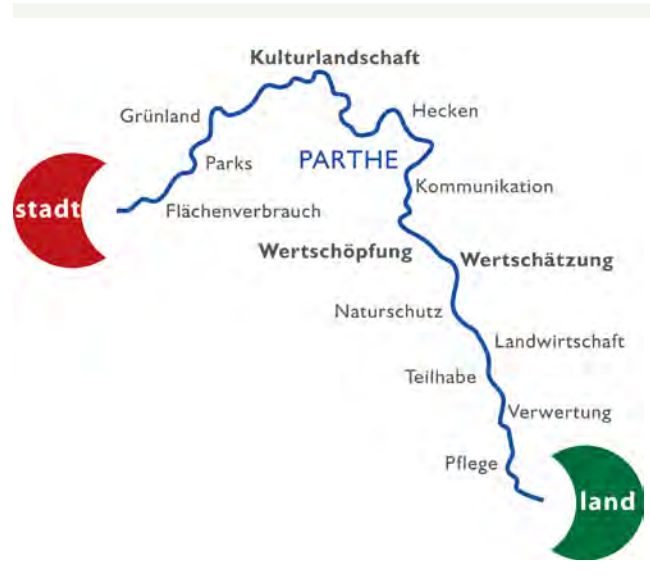 Kulturlandschaft
Grünland
Hecken
Parks
PARTHE
Kommunikation
stadt
Flächenverbrauch
Wertschöpfung
Wertschätzung
Naturschutz
Landwirtschaft
Teilhabe
Verwertung
Pflege
land